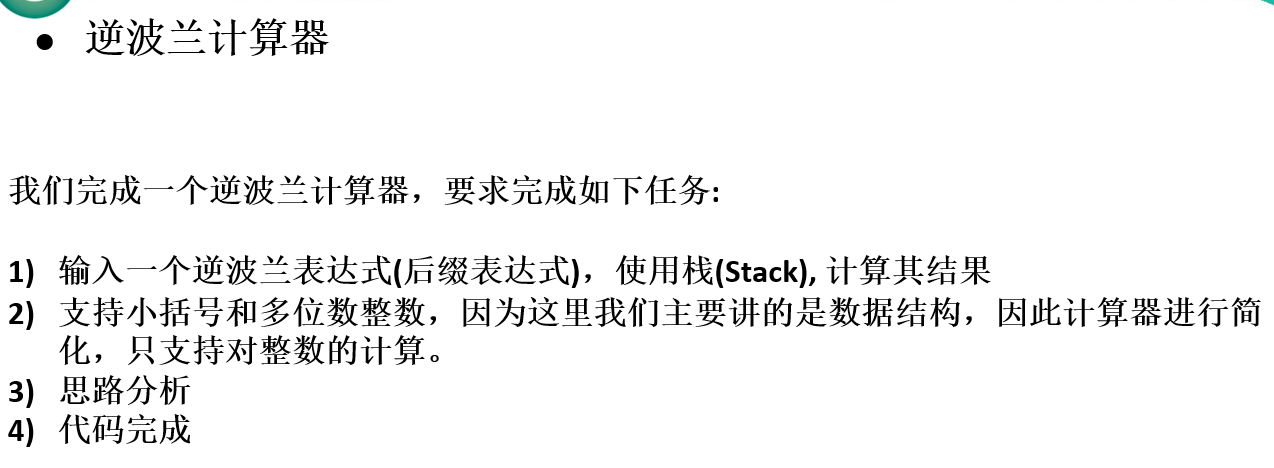 • 逆波兰计算器
我们完成一个逆波兰计算器，要求完成如下任务:
1) 输入一个逆波兰表达式(后缀表达式)，使用栈(Stack), 计算其结果
2) 支持小括号和多位数整数，因为这里我们主要讲的是数据结构，因此计算器进行简
化，只支持对整数的计算。
3) 思路分析
4) 代码完成